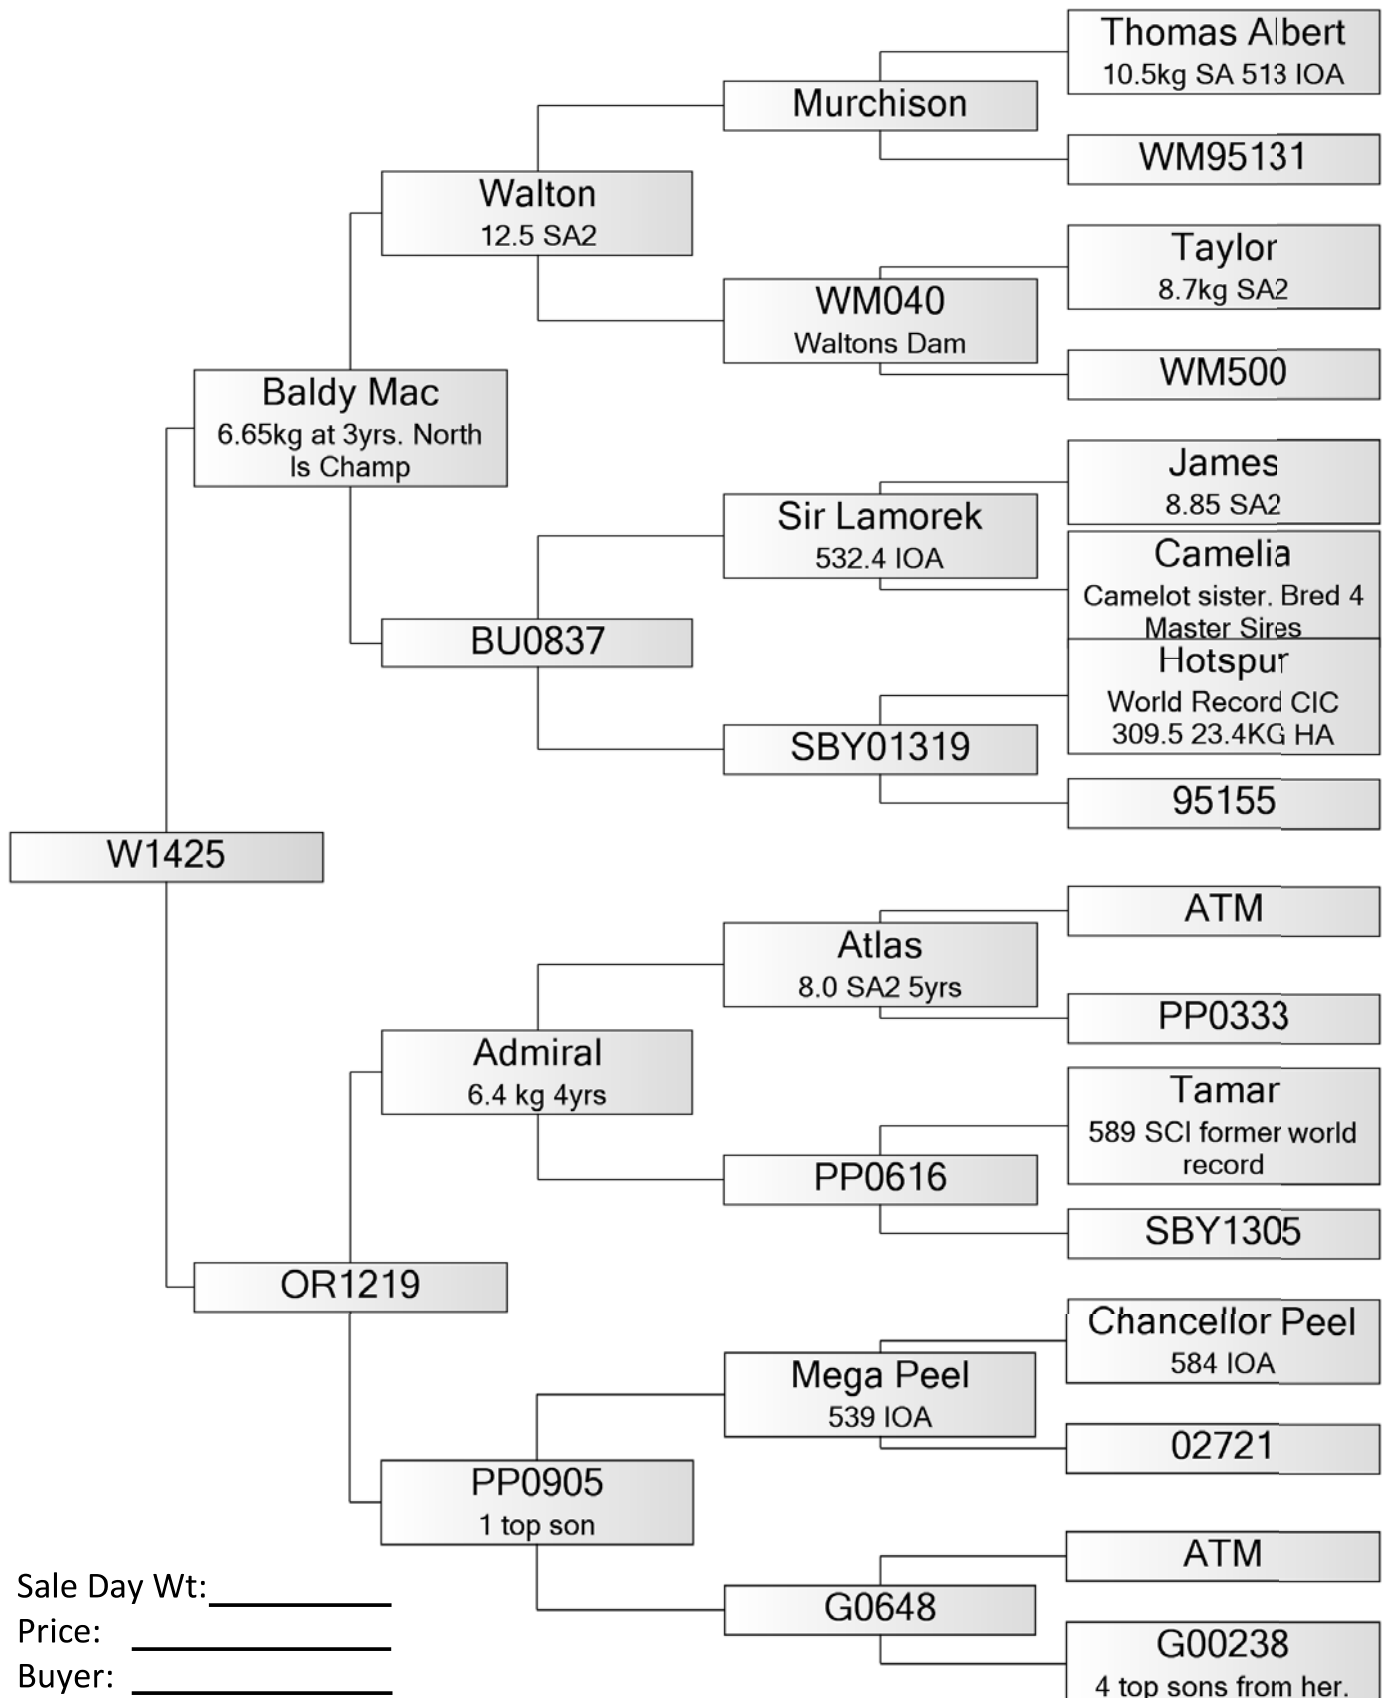 Thomas Albert
10.5kg SA 513 IOA
Murchison
WM95131
Walton
12.5 SA2
Taylor
8.7kg SA2
WM040
Waltons Dam
WM500
Baldy Mac
6.65kg at 3yrs. North
Is Champ
James
8.85 SA2
Sir Lamorek
532.4 IOA
Camelia
Camelot sister. Bred 4
Master Sires
BU0837
Hotspur
World Record CIC
309.5 23.4KG HA
SBY01319
95155
W1425
ATM
Atlas
8.0 SA2 5yrs
PP0333
Admiral
6.4 kg 4yrs
Tamar
589 SCI former world
record
PP0616
SBY1305
OR1219
Chancellor Peel
584 IOA
Mega Peel
539 IOA
02721
PP0905
1 top son
ATM
G0648
G00238
4 top sons from her.
Sale Day Wt:
Price:
Buyer: